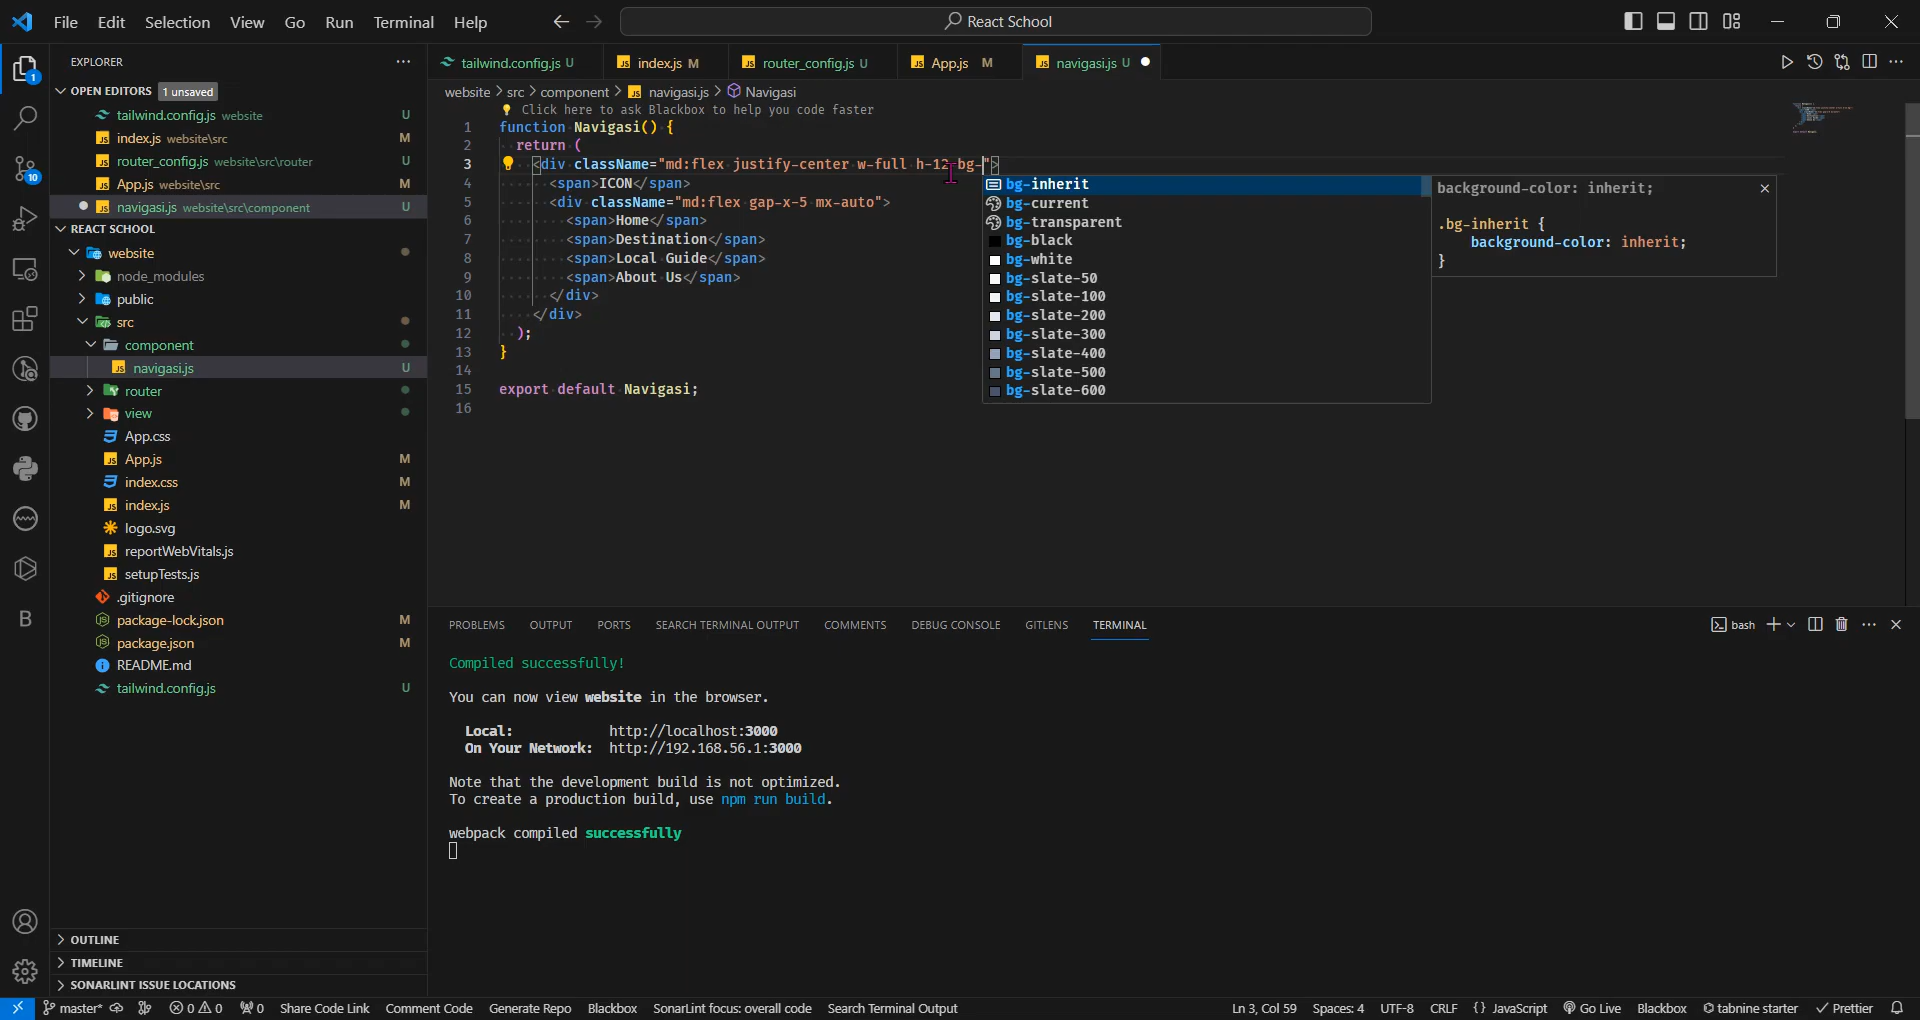 File Edit Selection View Go Run Terminal Help
React School
EXPLORER
OPEN EDITORS 1 unsaved
tailwind.config.js website U
index.js website\src M
router_config.js website\src\router U
App.js website\src M
navigasi.js website\src\component U
REACT SCHOOL
website
node_modules
public
src
component
navigasi.js U
router
view
App.css
App.js M
index.css M
index.js M
logo.svg
reportWebVitals.js
setupTests.js
.gitignore
package-lock.json M
package.json M
README.md
tailwind.config.js U
OUTLINE
TIMELINE
SONARLINT ISSUE LOCATIONS
1
10
B
tailwind.config.js U
index.js M
router_config.js U
App.js M
navigasi.js U
website > src > component > navigasi.js > Navigasi
Click here to ask Blackbox to help you code faster
1 function Navigasi() {
2 return (
3 <div className="md:flex justify-center w-full h-12 bg-">
4 <span>ICON</span>
5 <div className="md:flex gap-x-5 mx-auto">
6 <span>Home</span>
7 <span>Destination</span>
8 <span>Local Guide</span>
9 <span>About Us</span>
10 </div>
11 </div>
12 );
13 }
14
15 export default Navigasi;
16
bg-inherit
bg-current
bg-transparent
bg-black
bg-white
bg-slate-50
bg-slate-100
bg-slate-200
bg-slate-300
bg-slate-400
bg-slate-500
bg-slate-600
background-color: inherit;
.bg-inherit {
background-color: inherit;
}
PROBLEMS OUTPUT PORTS SEARCH TERMINAL OUTPUT COMMENTS DEBUG CONSOLE GITLENS TERMINAL
bash
Compiled successfully!
You can now view website in the browser.
Local: http://localhost:3000
On Your Network: http://192.168.56.1:3000
Note that the development build is not optimized.
To create a production build, use npm run build.
webpack compiled successfully
master* 0 0 0 Share Code Link Comment Code Generate Repo Blackbox SonarLint focus: overall code Search Terminal Output
Ln 3, Col 59 Spaces: 4 UTF-8 CRLF {} JavaScript Go Live Blackbox tabnine starter Prettier